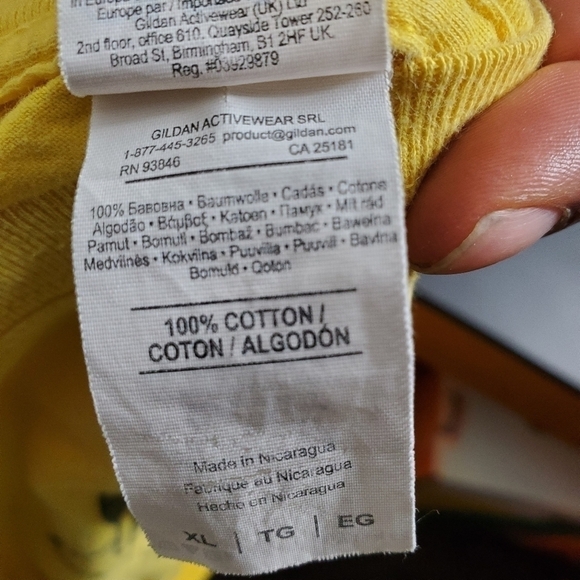 Europe par / Importado
Gildan Activewear (UK) Ltd
2nd floor, office 610. Quayside Tower 252-260
Broad St, Birmingham, B1 2HF UK.
Reg. #03929879
GILDAN ACTIVEWEAR SRL
1-877-445-3265 product@gildan.com
RN 93846 CA 25181
100% Бавовна • Baumwolle • Cadás • Cotone
Algodão • Βάμβαξ • Katoen • Памук • Mit rád
Pamut • Bomull • Bombaž • Bumbac • Bawełna
Medvilnės • Kokvilna • Puuvilla • Puuvill • Bavlna
Bomuld • Qoton
100% COTTON /
COTON / ALGODÓN
Made in Nicaragua
Fabriqué au Nicaragua
Hecho en Nicaragua
XL | TG | EG